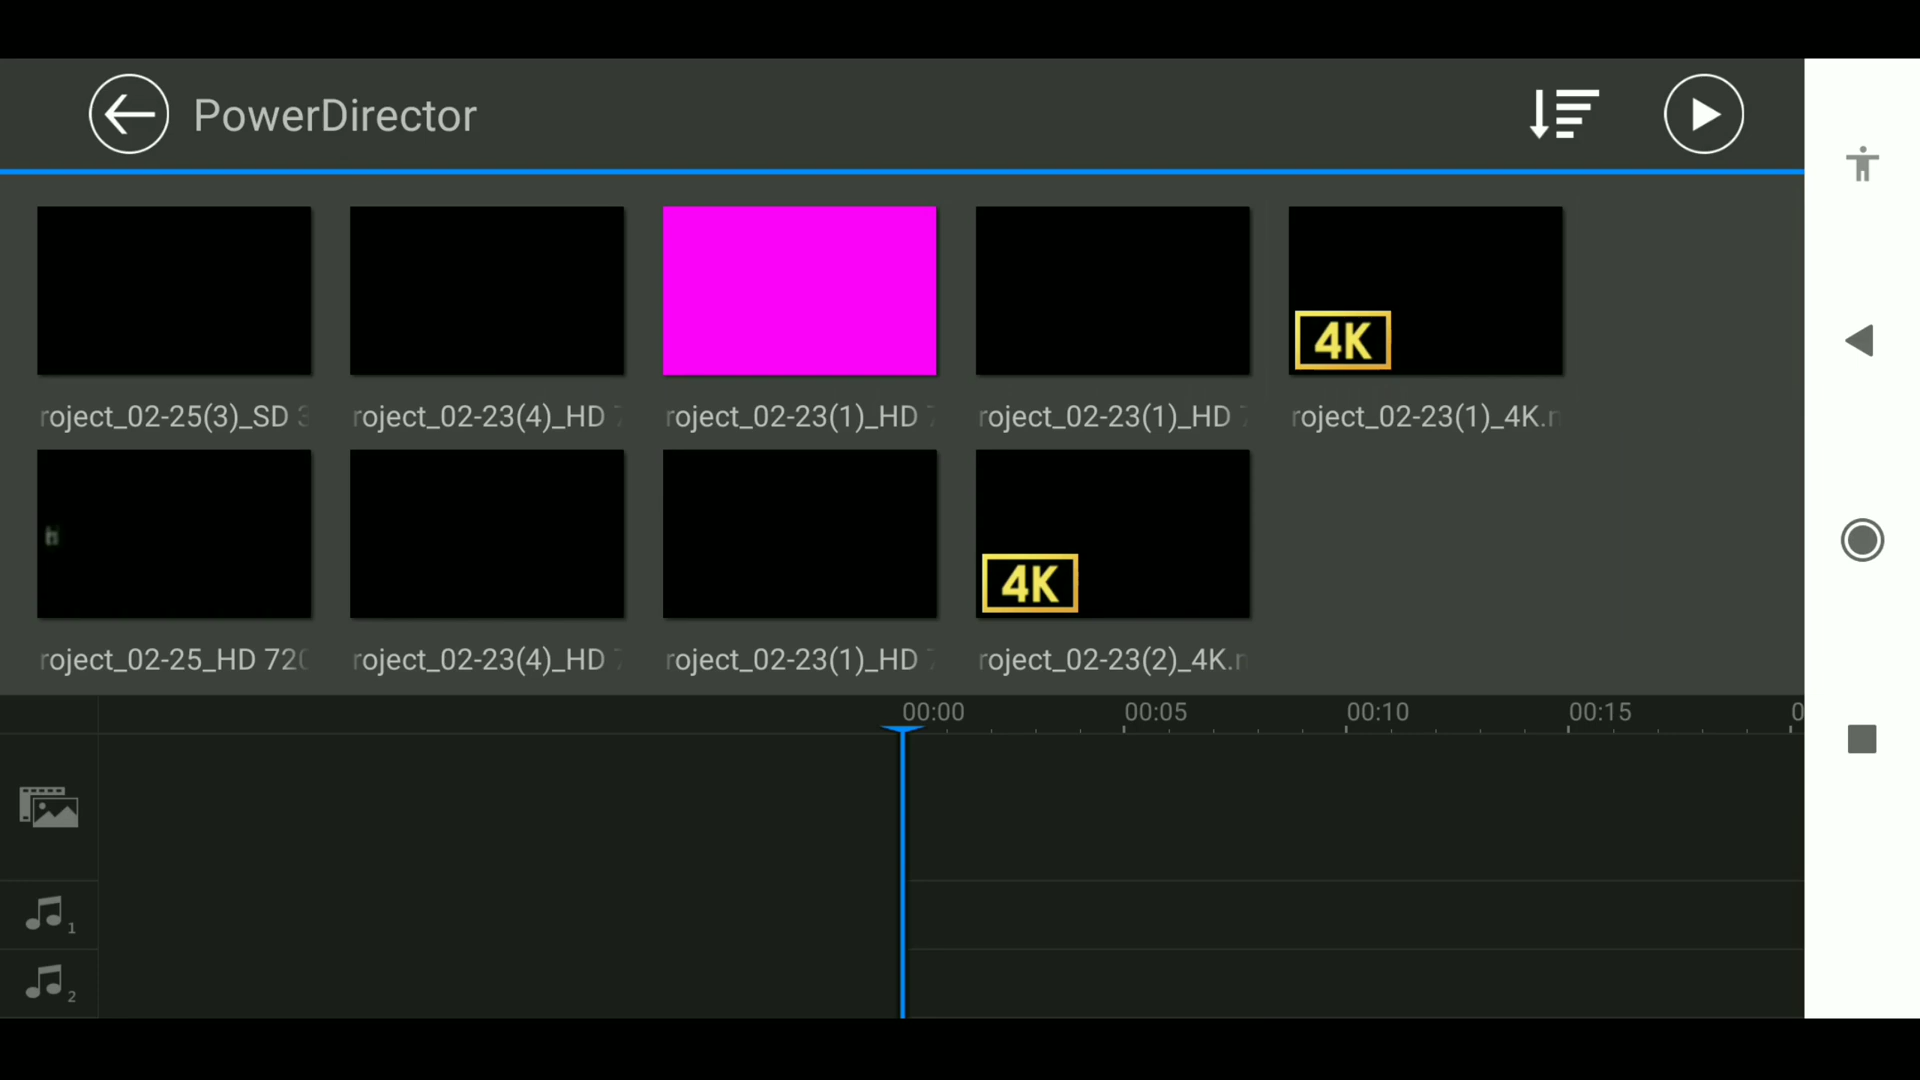 PowerDirector
roject_02-25(3)_SD
roject_02-23(4)_HD
roject_02-23(1)_HD
roject_02-23(1)_HD
4K
roject_02-23(1)_4K.
roject_02-25_HD 720
roject_02-23(4)_HD
roject_02-23(1)_HD
4K
roject_02-23(2)_4K.
00:00
00:05
00:10
00:15
1
2